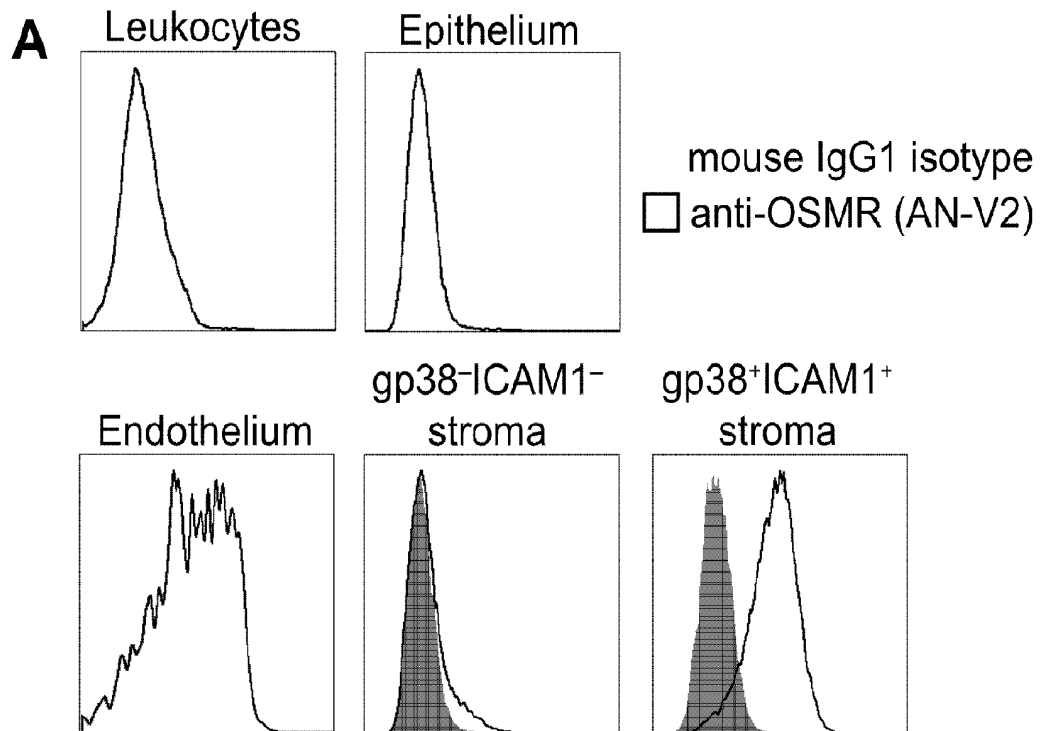 A
Leukocytes
Epithelium
mouse IgG1 isotype
anti-OSMR (AN-V2)
Endothelium
gp38⁻ICAM1⁻
stroma
gp38⁺ICAM1⁺
stroma